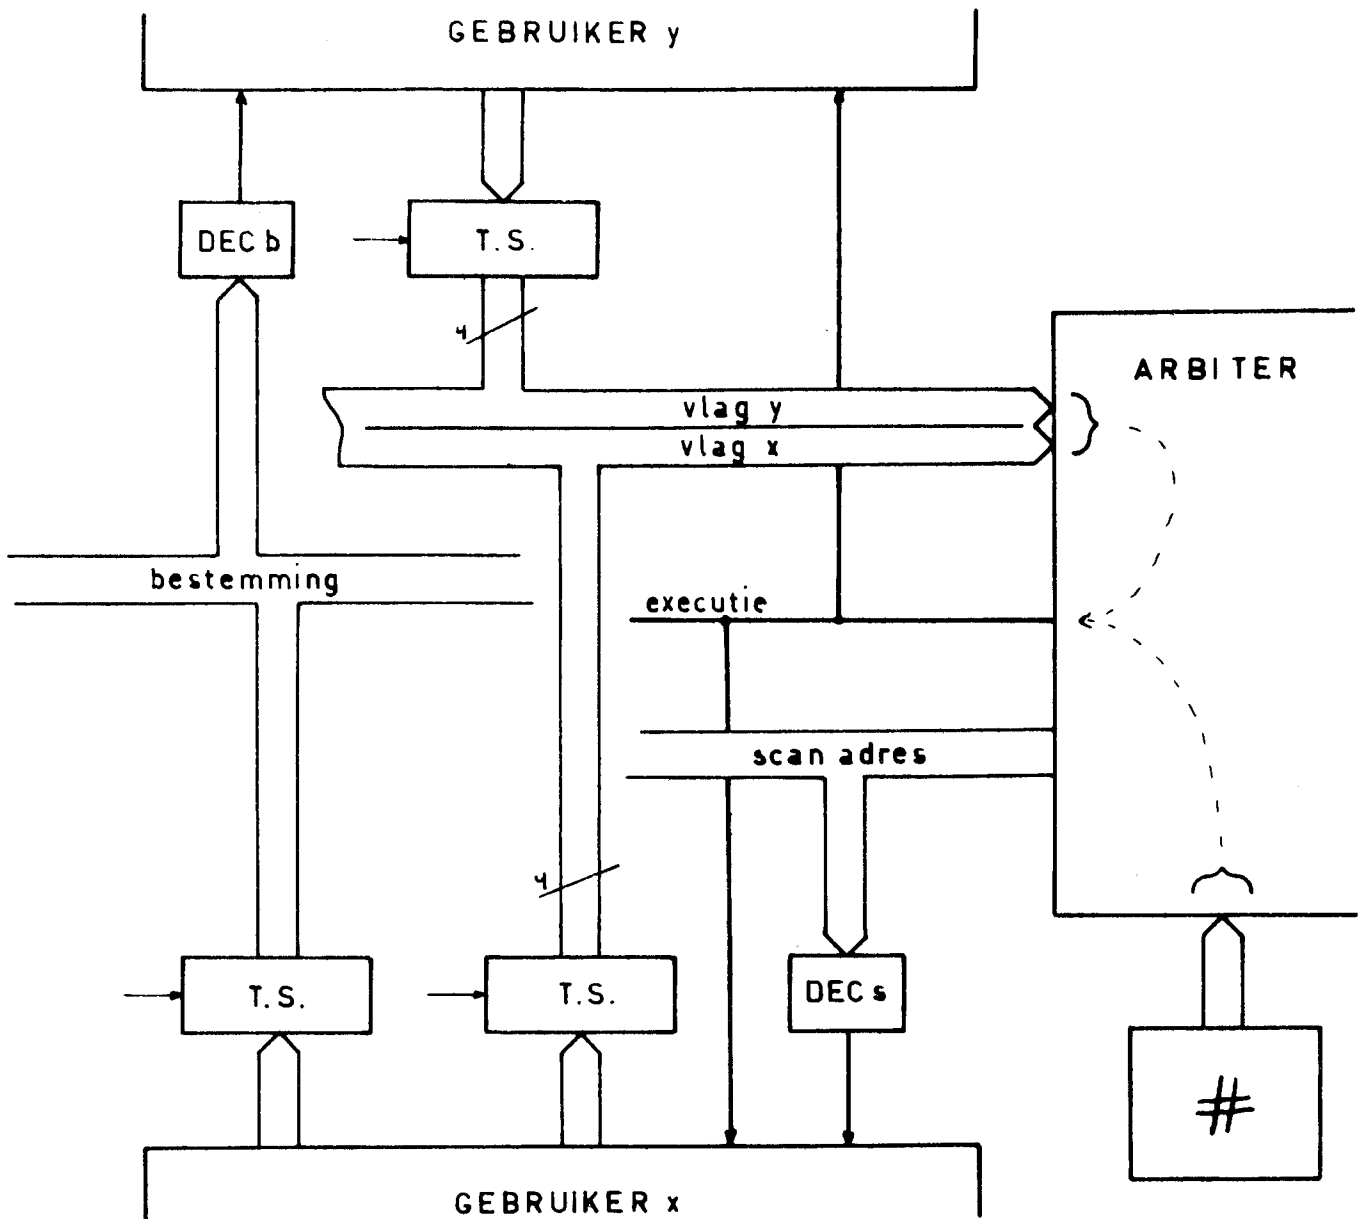 GEBRUIKER y
DEC b
T.S.
4
ARBITER
vlag y
vlag x
bestemming
executie
scan adres
4
T.S.
T.S.
DEC s
#
GEBRUIKER x